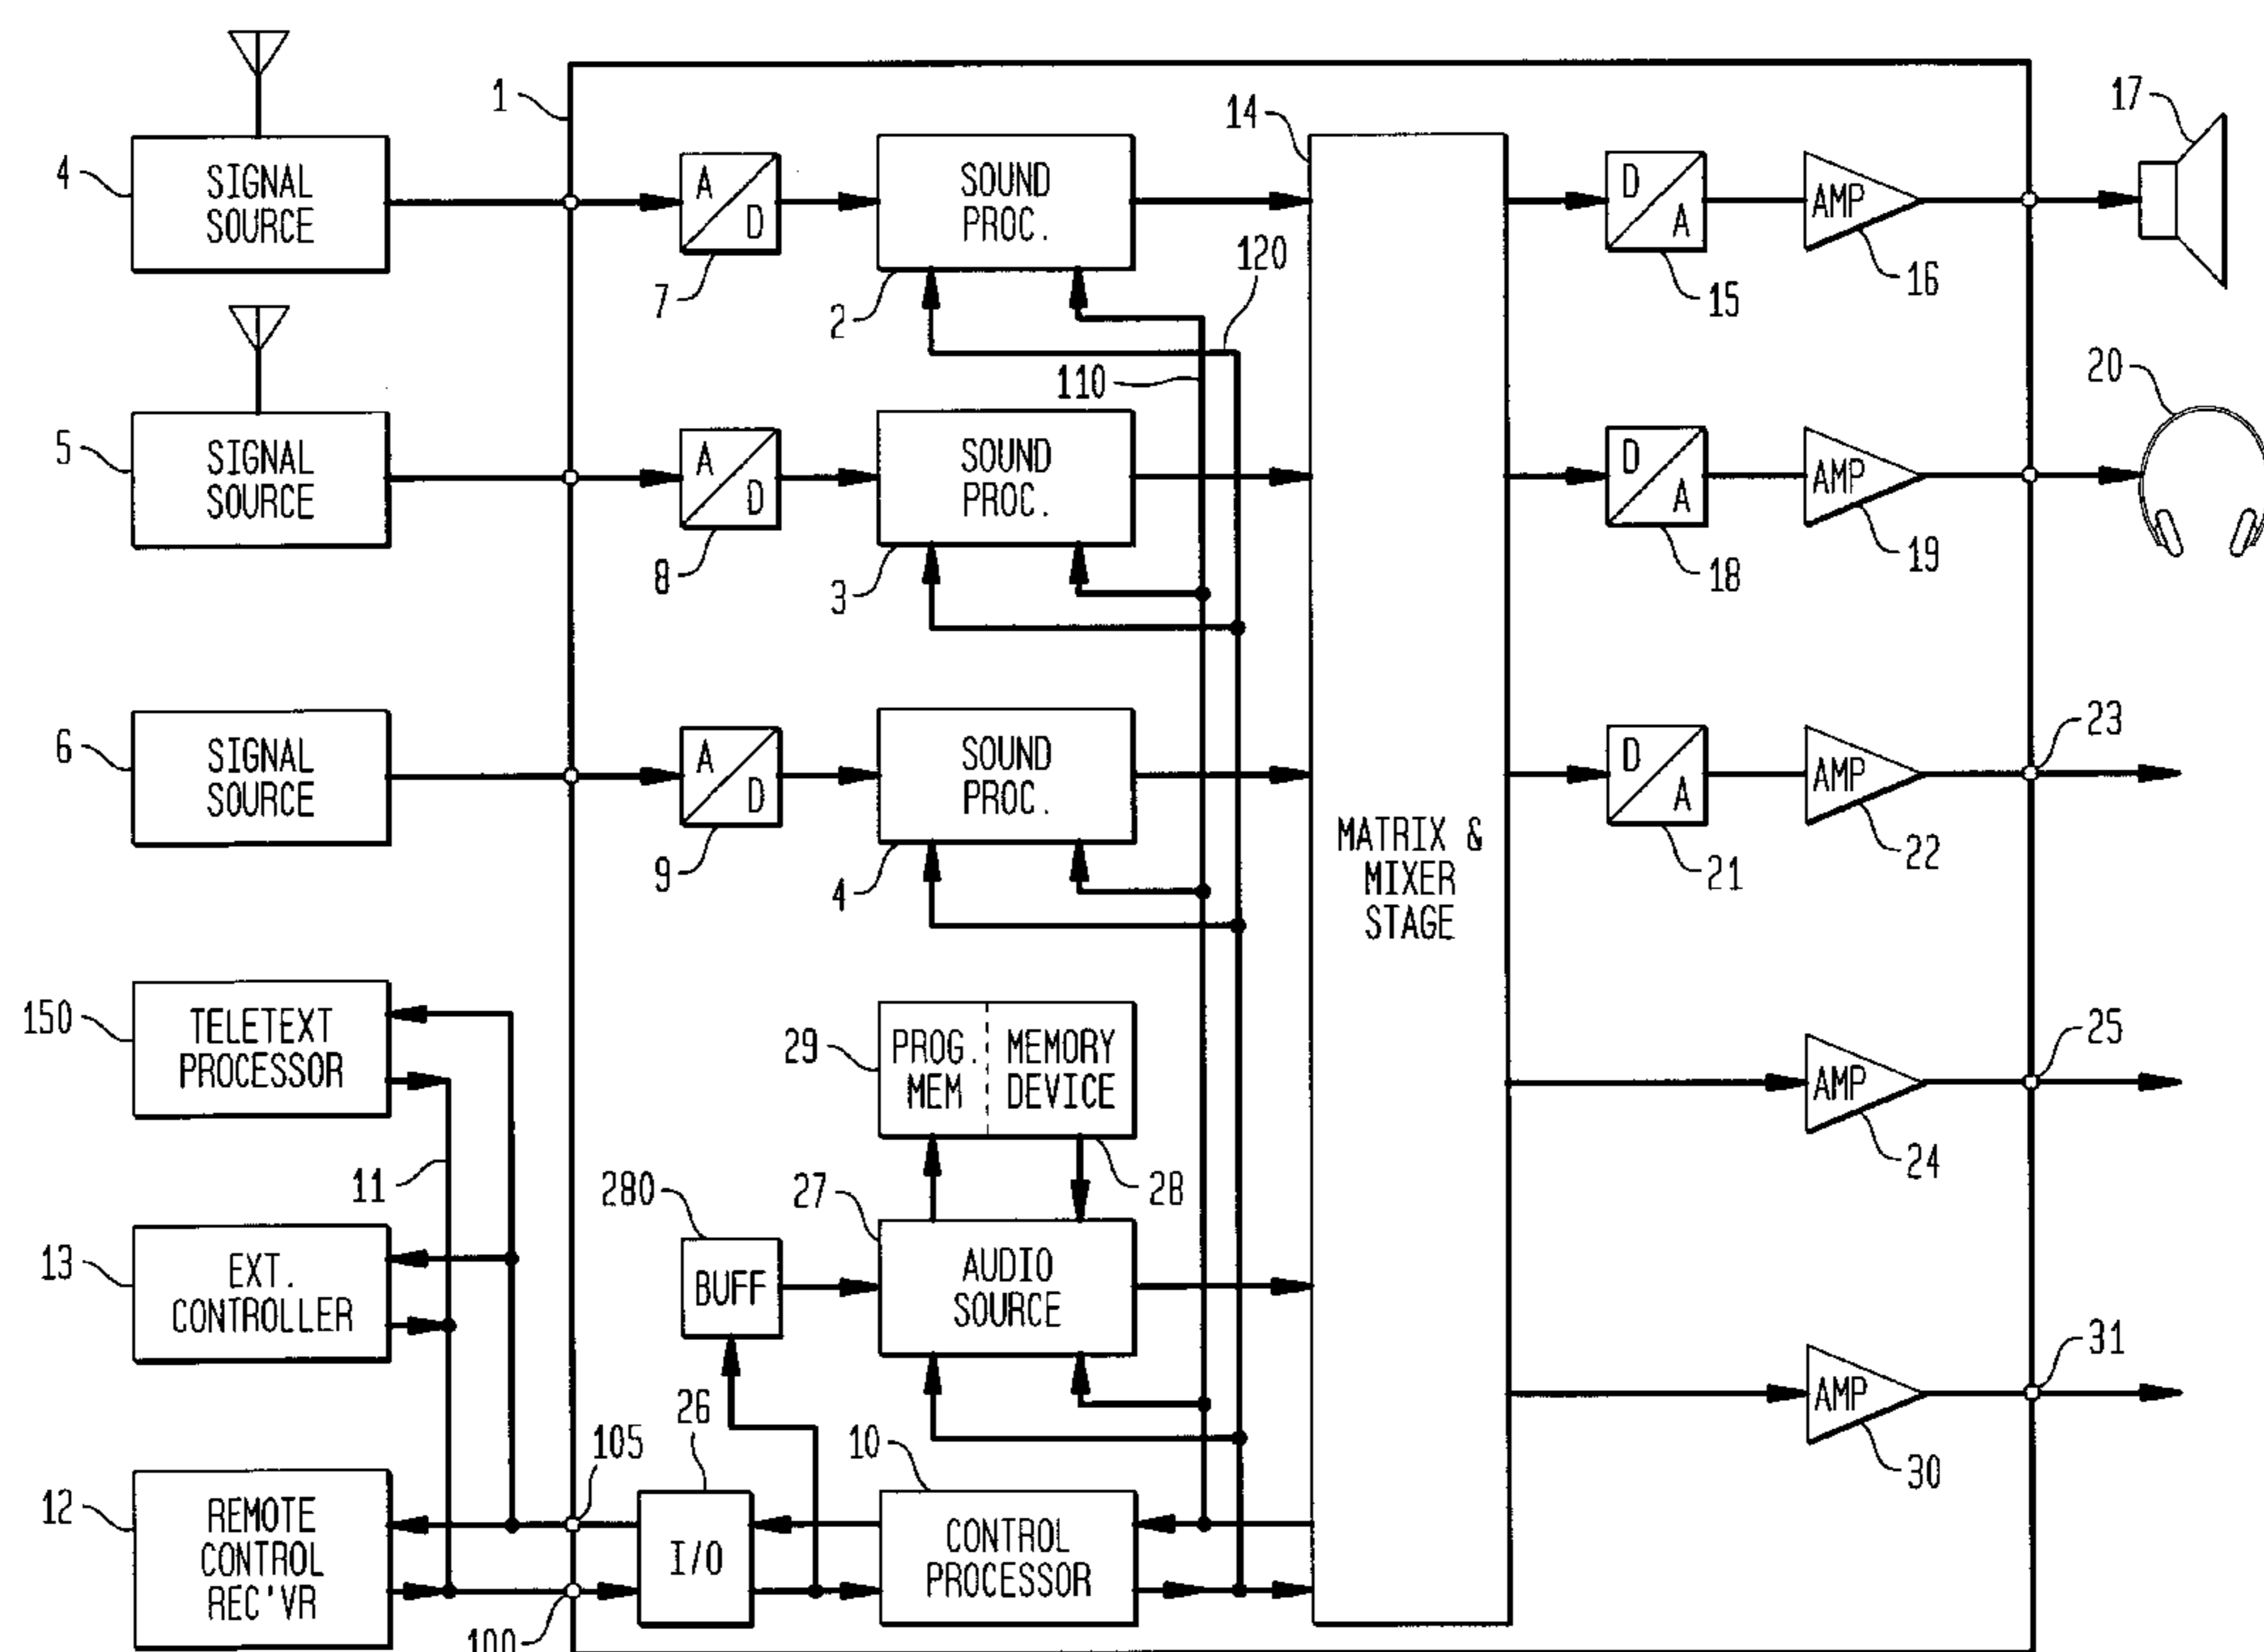 1
14
17
4
SIGNAL
SOURCE
A
D
7
SOUND
PROC.
2
120
D
A
15
AMP
16
110
20
5
SIGNAL
SOURCE
A
D
8
SOUND
PROC.
3
D
A
18
AMP
19
6
SIGNAL
SOURCE
A
D
9
SOUND
PROC.
4
MATRIX &
MIXER
STAGE
D
A
21
AMP
22
23
150
TELETEXT
PROCESSOR
11
29
PROG.
MEM
MEMORY
DEVICE
28
AMP
24
25
13
EXT.
CONTROLLER
280
BUFF
27
AUDIO
SOURCE
AMP
30
31
12
REMOTE
CONTROL
REC'VR
105
100
26
I/O
10
CONTROL
PROCESSOR